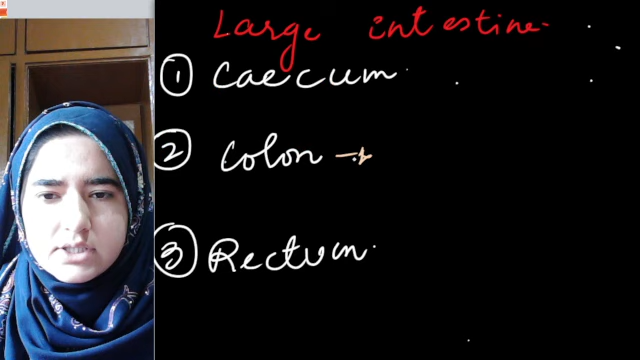 Large intestine.
① Caecum.
② Colon →
③ Rectum.